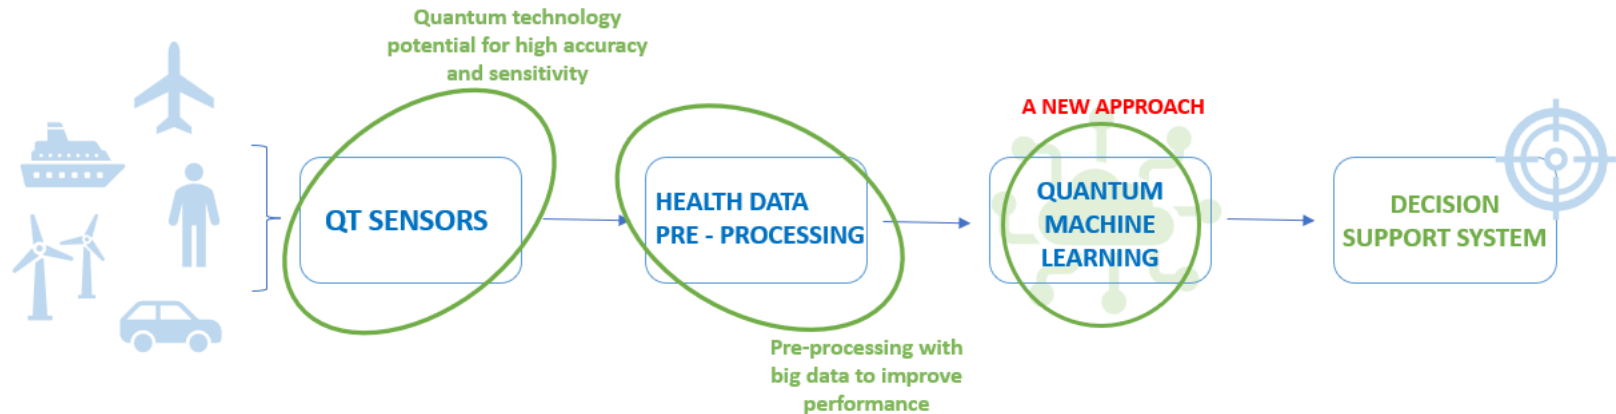 Quantum technology
potential for high accuracy
and sensitivity
QT SENSORS
HEALTH DATA
PRE - PROCESSING
Pre-processing with
big data to improve
performance
A NEW APPROACH
QUANTUM
MACHINE
LEARNING
DECISION
SUPPORT SYSTEM